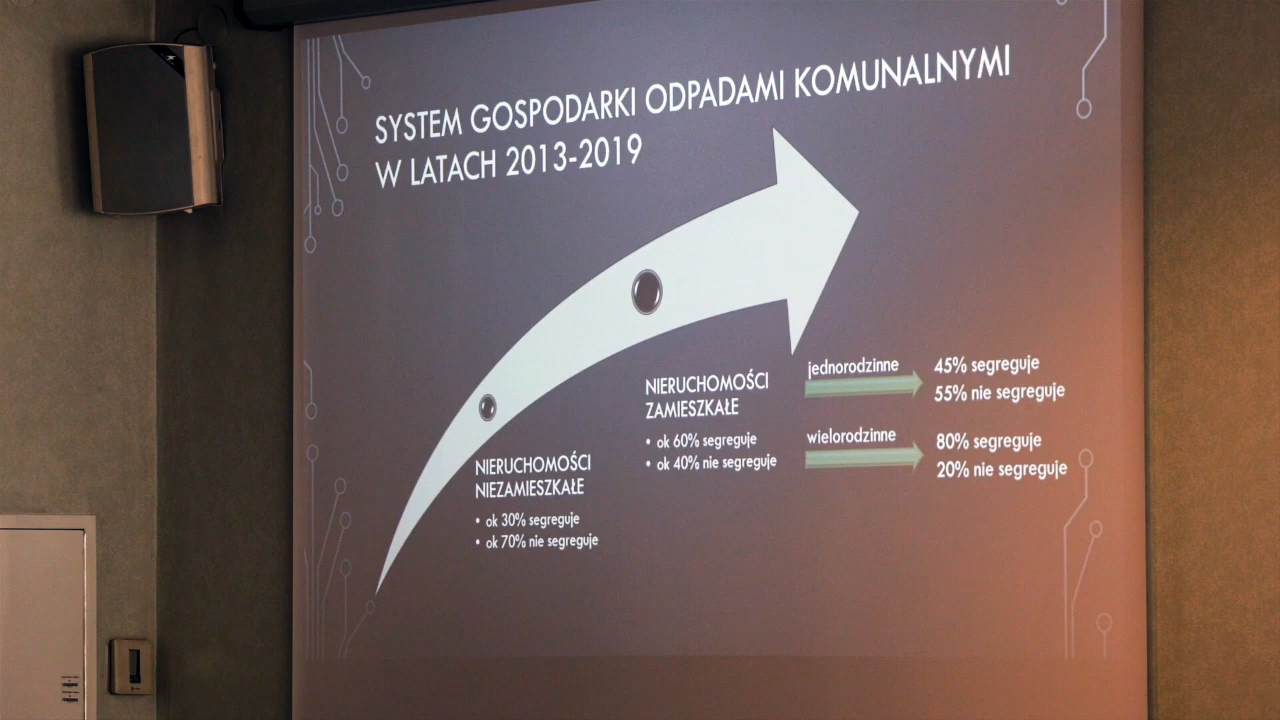 SYSTEM GOSPODARKI ODPADAMI KOMUNALNYMI
W LATACH 2013-2019
NIERUCHOMOŚCI
NIEZAMIESZKAŁE
• ok 30% segreguje
• ok 70% nie segreguje
NIERUCHOMOŚCI
ZAMIESZKAŁE
• ok 60% segreguje
• ok 40% nie segreguje
jednorodzinne
45% segreguje
55% nie segreguje
wielorodzinne
80% segreguje
20% nie segreguje